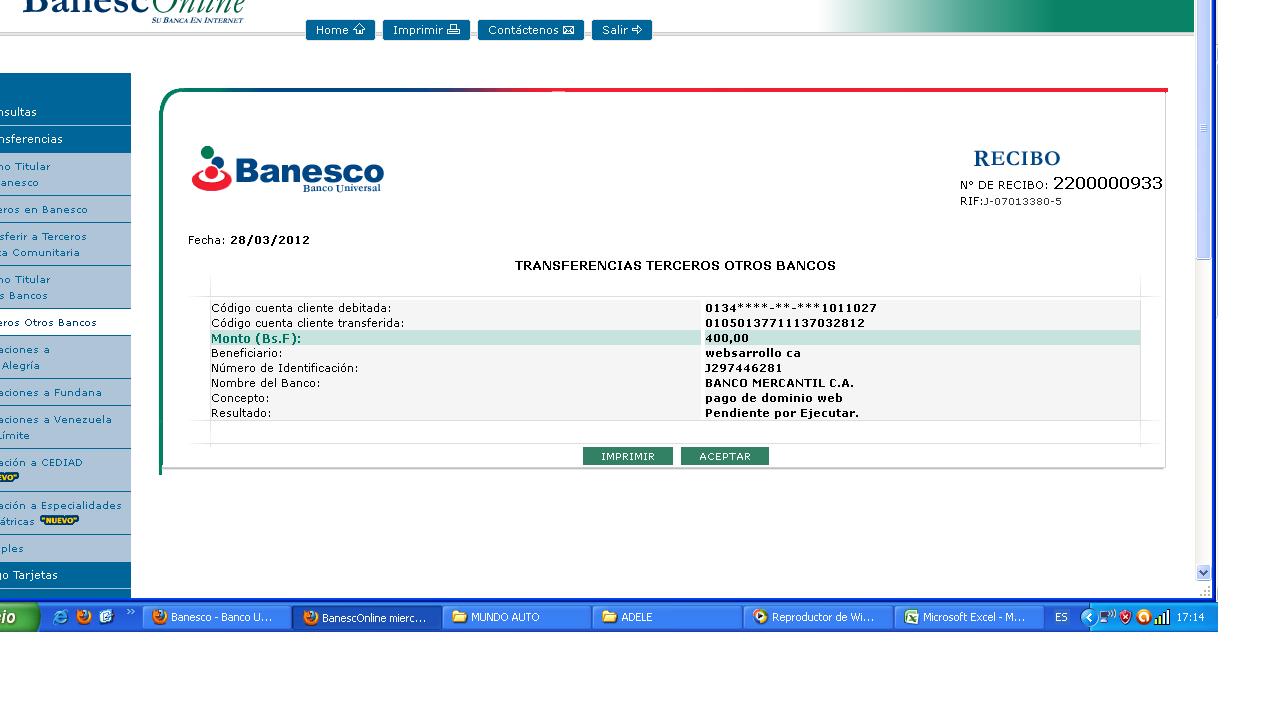 BanescOnline
SU BANCA EN INTERNET
Home
Imprimir
Contáctenos
Salir
nsultas
nsferencias
no Titular
anesco
eros en Banesco
sferir a Terceros
ta Comunitaria
no Titular
s Bancos
eros Otros Bancos
aciones a
Alegría
aciones a Fundana
aciones a Venezuela
Límite
ación a CEDIAD
EVO"
ación a Especialidades
átricas "NUEVO"
ples
go Tarjetas
Banesco
Banco Universal
RECIBO
N° DE RECIBO: 2200000933
RIF:J-07013380-5
Fecha: 28/03/2012
TRANSFERENCIAS TERCEROS OTROS BANCOS
Código cuenta cliente debitada: 0134****-**-***1011027
Código cuenta cliente transferida: 01050137711137032812
Monto (Bs.F): 400,00
Beneficiario: websarrollo ca
Número de Identificación: J297446281
Nombre del Banco: BANCO MERCANTIL C.A.
Concepto: pago de dominio web
Resultado: Pendiente por Ejecutar.
IMPRIMIR
ACEPTAR
cio
Banesco - Banco U...
BanescOnline mierc...
MUNDO AUTO
ADELE
Reproductor de Wi...
Microsoft Excel - M...
ES
17:14